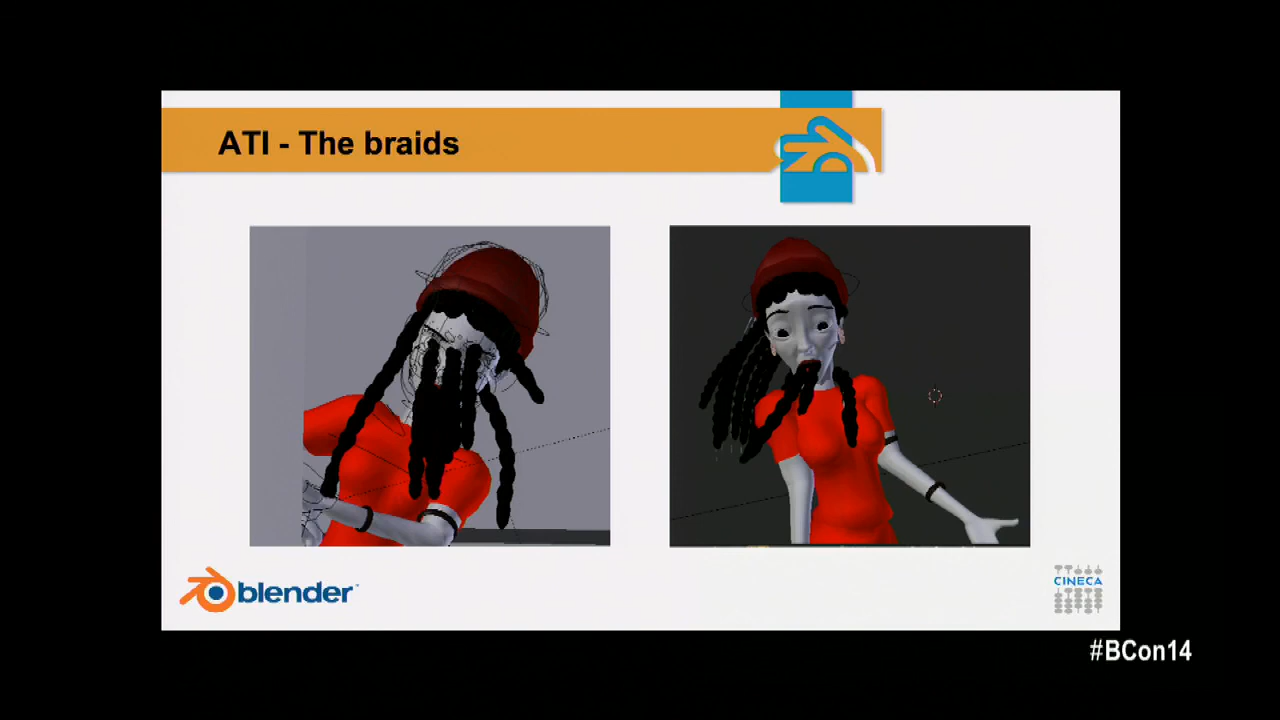 ATI - The braids
blender
CINECA
#BCon14